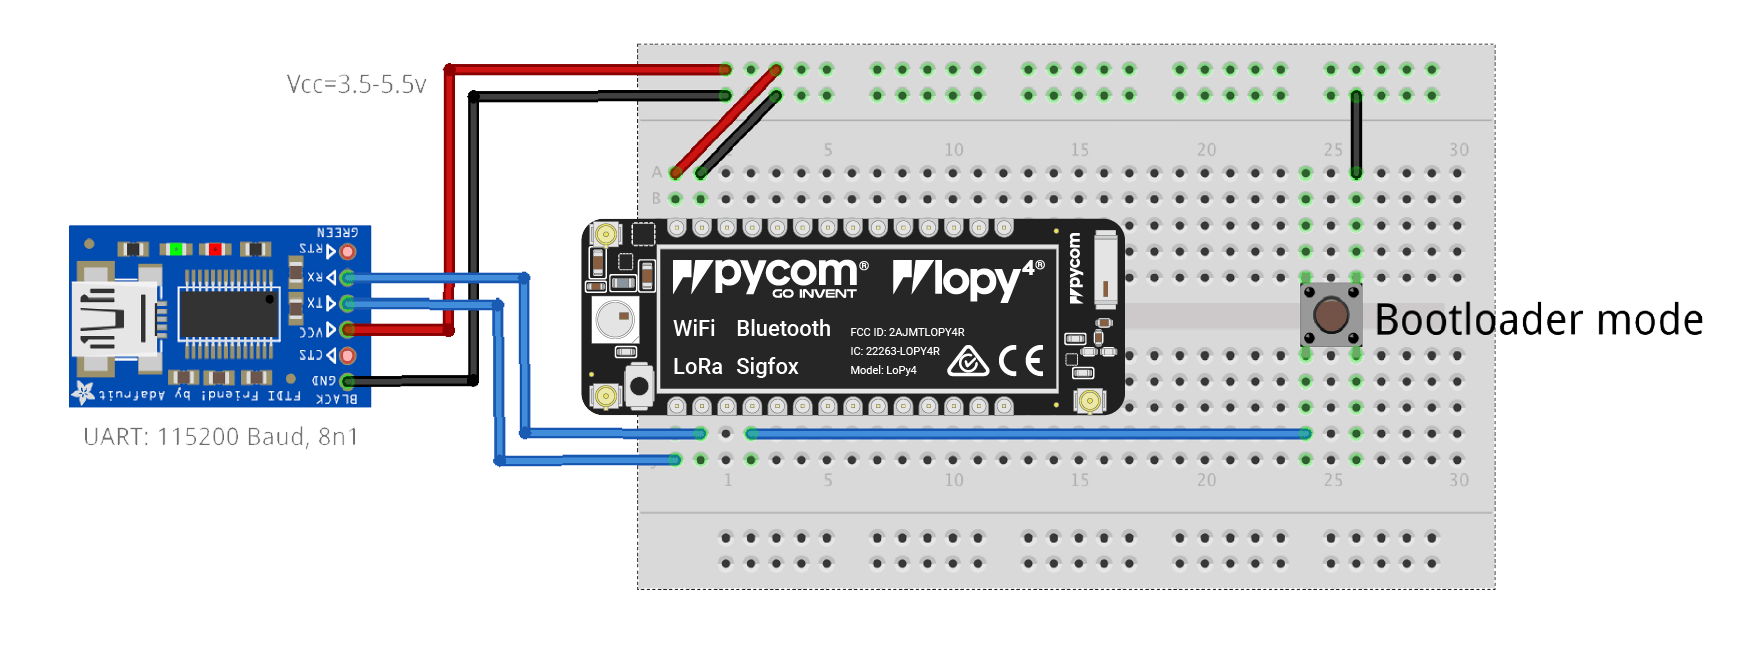 Vcc=3.5-5.5v
5 10 15 20 25 30
A
B
GREEN
RTS
RX
TX
VCC
CTS
GND
BLACK
FTDI Friend! by Adafruit
UART: 115200 Baud, 8n1
pycom®
GO INVENT
lopy4®
pycom
WiFi Bluetooth
LoRa Sigfox
FCC ID: 2AJMTLOPY4R
IC: 22263-LOPY4R
Model: LoPy4
CE
Bootloader mode
1 5 10 15 20 25 30